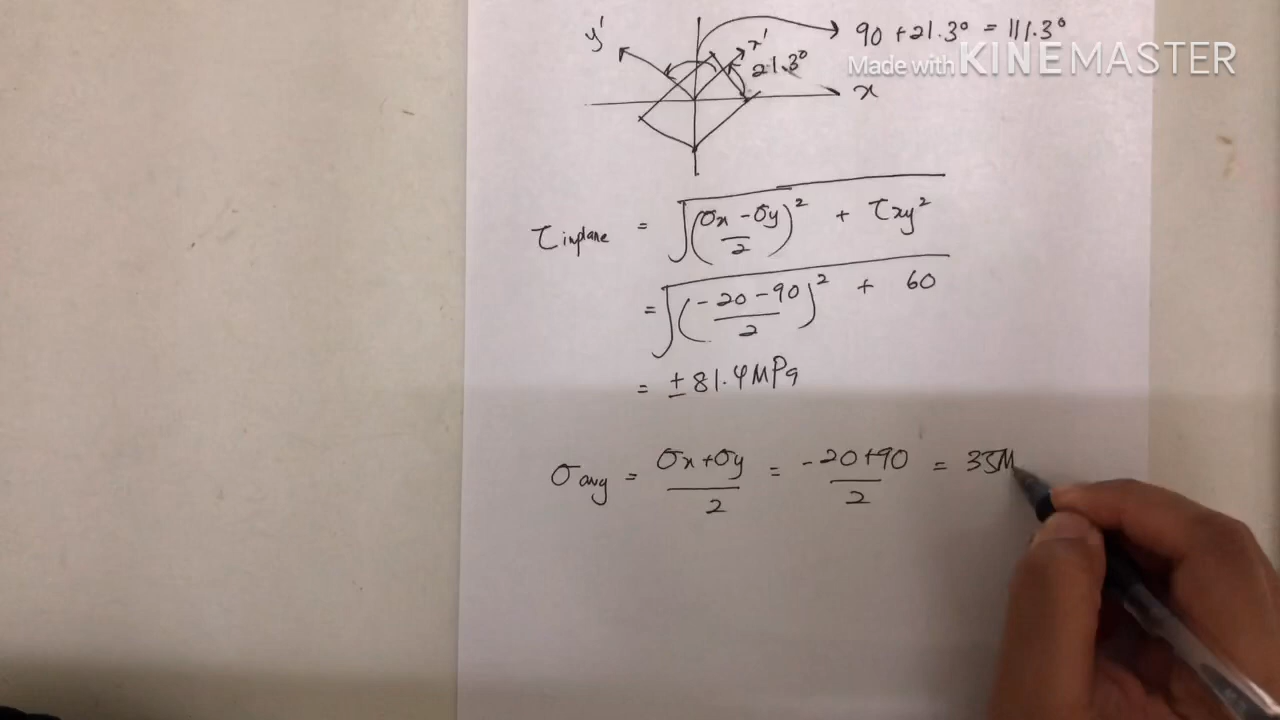 y' x' 90 + 21.3° = 111.3°
21.3°
Made with KINEMASTER
x
τ inplane = √((σx - σy)/2)² + τxy²
= √((-20 - 90)/2)² + 60
= ± 81.4 MPa
σ avg = (σx + σy)/2 = (-20 + 90)/2 = 35M